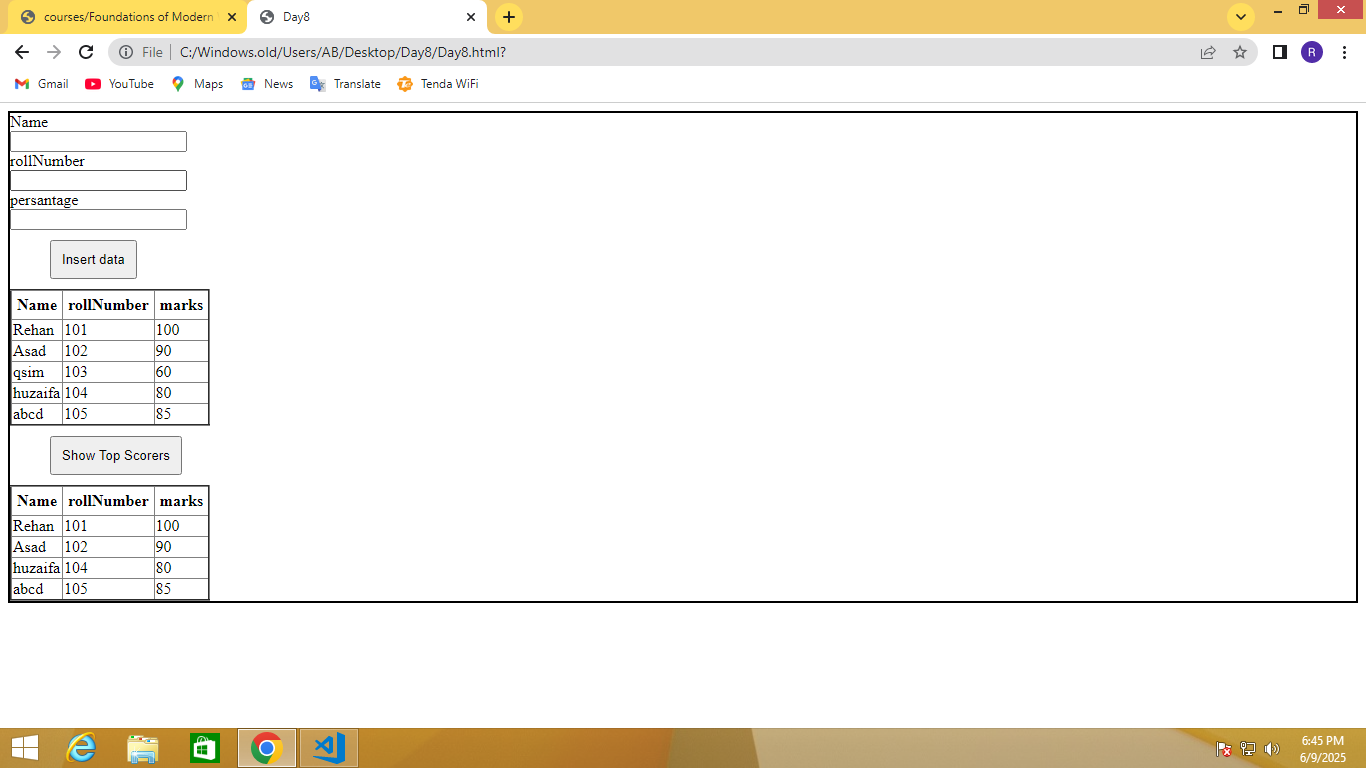 courses/Foundations of Modern
Day8
File C:/Windows.old/Users/AB/Desktop/Day8/Day8.html?
R
Gmail YouTube Maps News Translate Tenda WiFi
Name
rollNumber
persantage
Insert data
Name rollNumber marks
Rehan 101 100
Asad 102 90
qsim 103 60
huzaifa 104 80
abcd 105 85
Show Top Scorers
Name rollNumber marks
Rehan 101 100
Asad 102 90
huzaifa 104 80
abcd 105 85
6:45 PM
6/9/2025